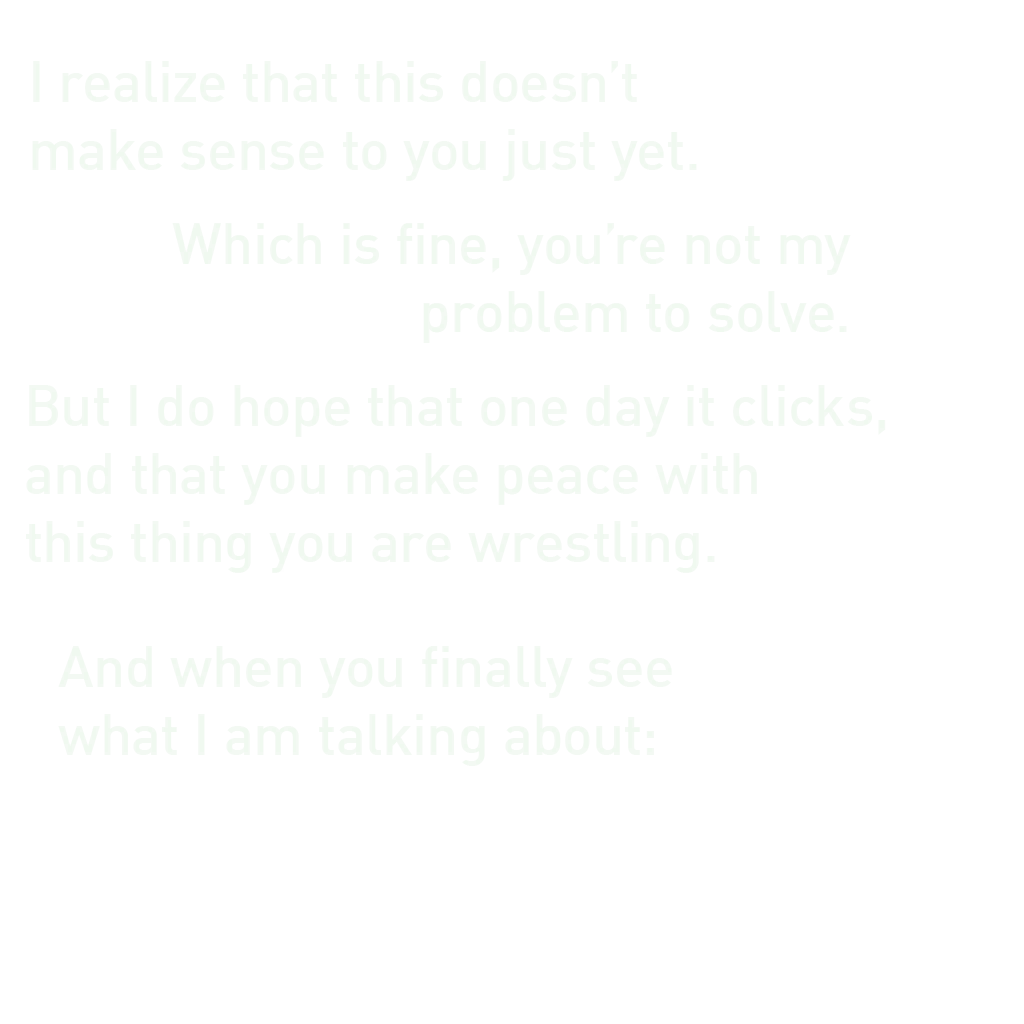 I realize that this doesn’t
make sense to you just yet.
Which is fine, you’re not my
problem to solve.
But I do hope that one day it clicks,
and that you make peace with
this thing you are wrestling.
And when you finally see
what I am talking about: